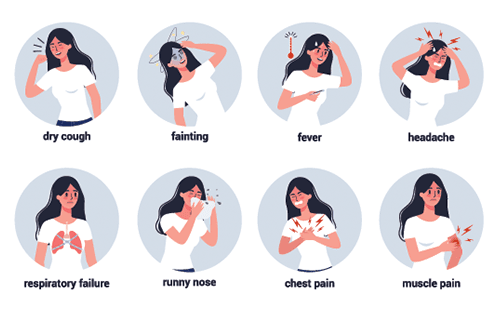 dry cough
fainting
fever
headache
respiratory failure
runny nose
chest pain
muscle pain